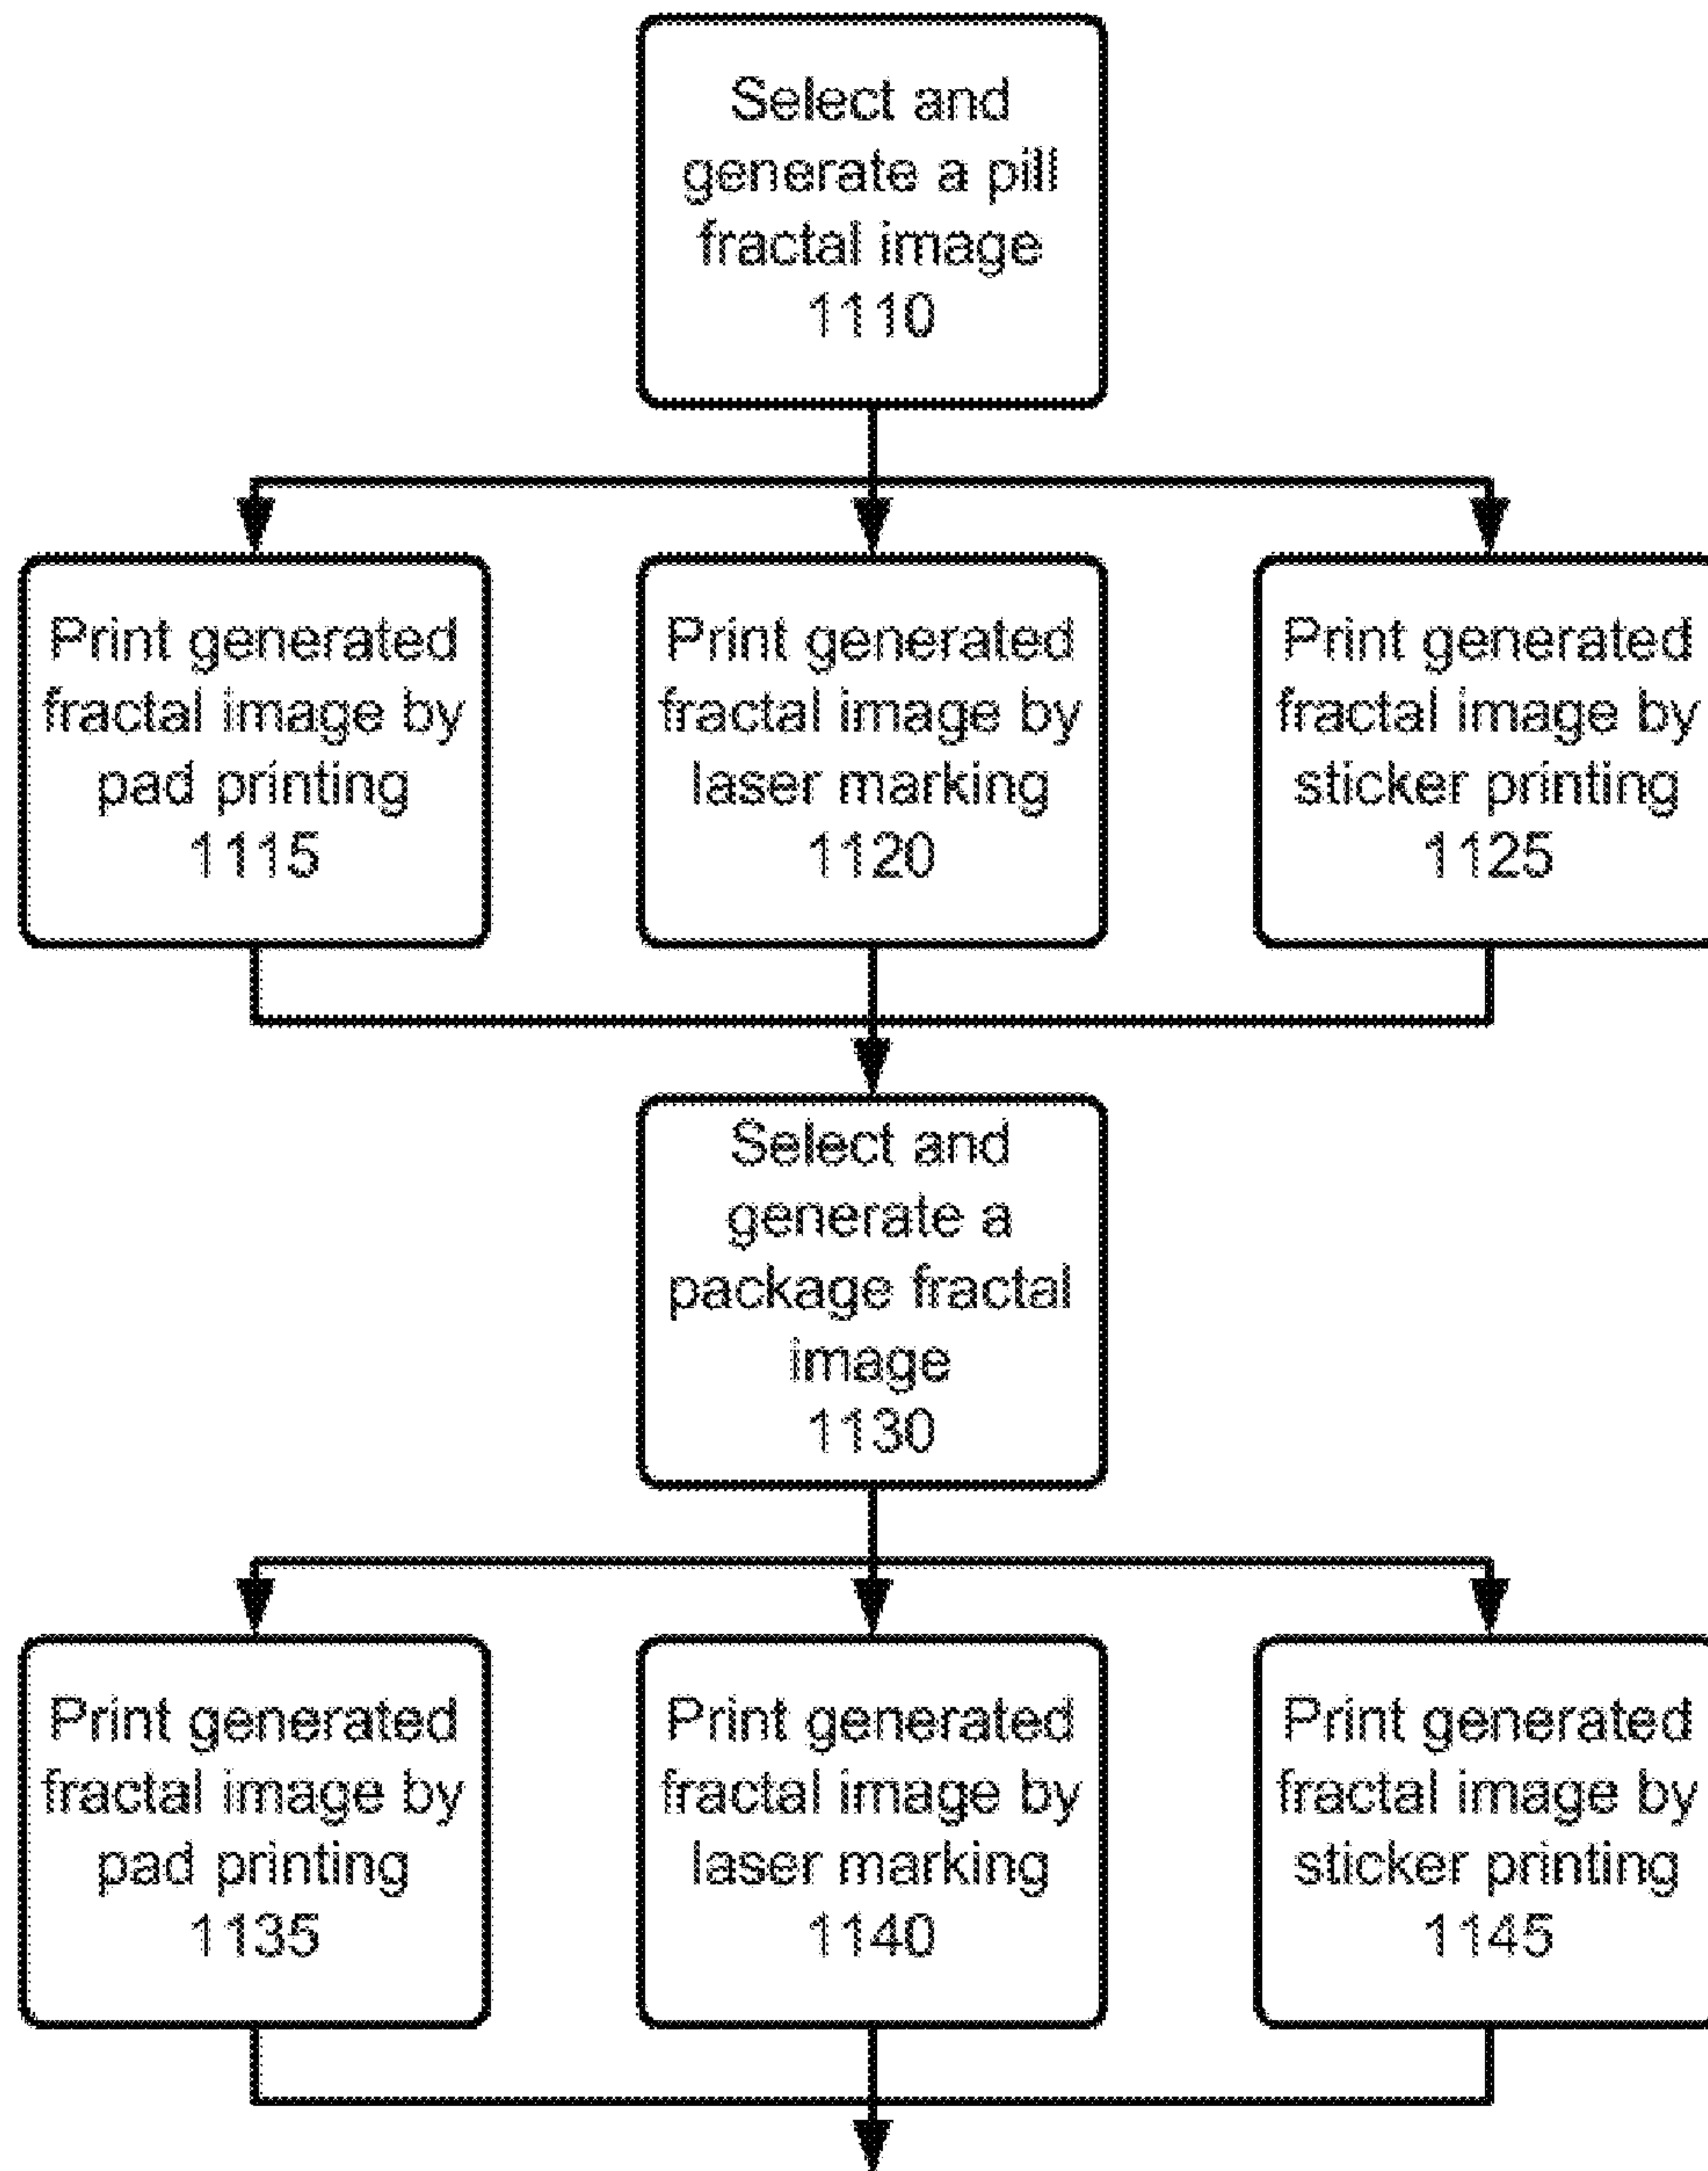 Select and
generate a pill
fractal image
1110
Print generated
fractal image by
pad printing
1115
Print generated
fractal image by
laser marking
1120
Print generated
fractal image by
sticker printing
1125
Select and
generate a
package fractal
image
1130
Print generated
fractal image by
pad printing
1135
Print generated
fractal image by
laser marking
1140
Print generated
fractal image by
sticker printing
1145